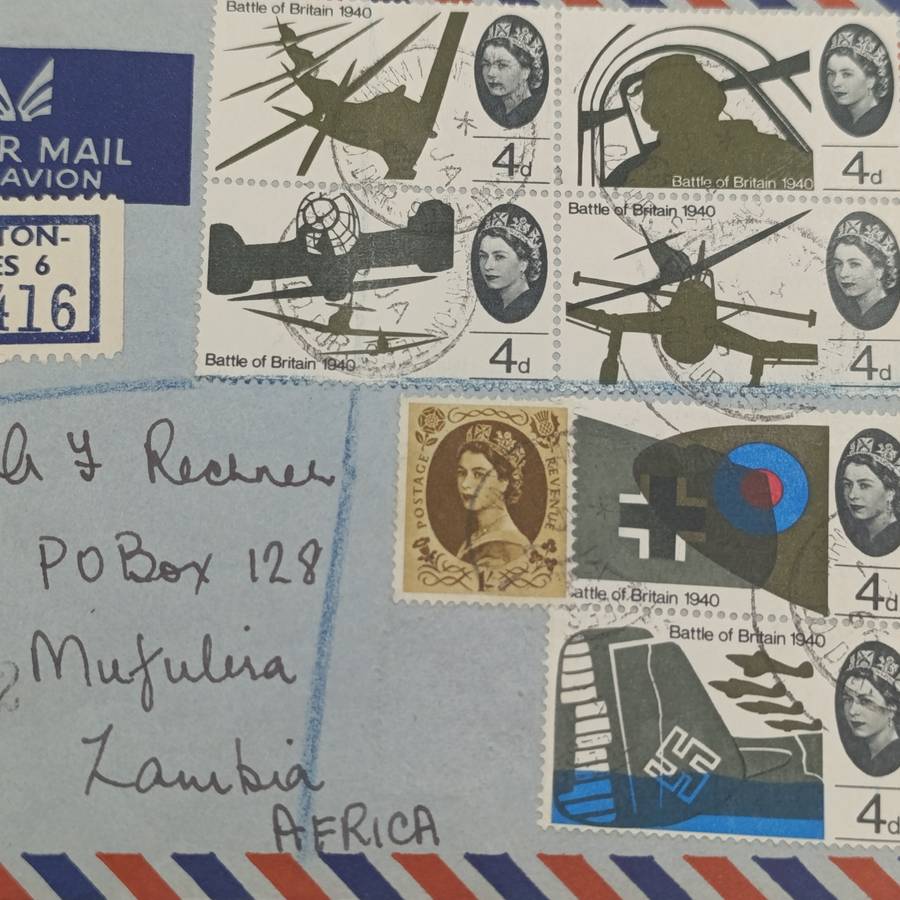 Battle of Britain 1940
4d
4d
Battle of Britain 1940
R MAIL
AVION
TON-
ES 6
416
Battle of Britain 1940
4d
Battle of Britain 1940
4d
POSTAGE
REVENUE
1/-
attle of Britain 1940
4d
Battle of Britain 1940
4d
PO Box 128
Mufulira
Zambia
AFRICA